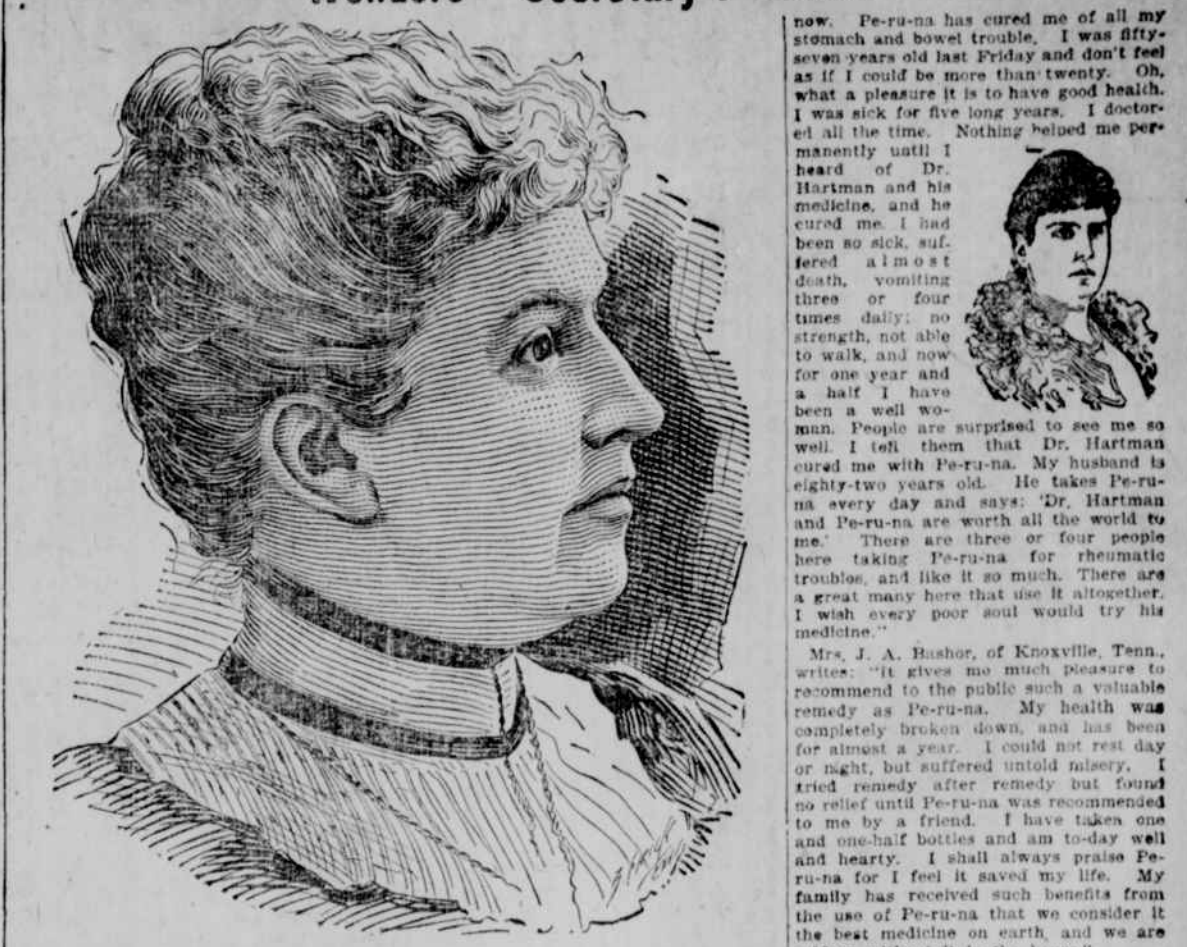 Secretary
now. Pe-ru-na has cured me of all my
stomach and bowel trouble. I was fifty-
seven years old last Friday and don't feel
as if I could be more than twenty. Oh,
what a pleasure it is to have good health.
I was sick for five long years. I doctor-
ed all the time. Nothing helped me per-
manently until I
heard of Dr.
Hartman and his
medicine, and he
cured me. I had
been so sick, suf-
fered almost
death, vomiting
three or four
times daily; no
strength, not able
to walk, and now
for one year and
a half I have
been a well wo-
man. People are surprised to see me so
well. I tell them that Dr. Hartman
cured me with Pe-ru-na. My husband is
eighty-two years old. He takes Pe-ru-
na every day and says: 'Dr. Hartman
and Pe-ru-na are worth all the world to
me.' There are three or four people
here taking Pe-ru-na for rheumatic
troubles, and like it so much. There are
a great many here that use it altogether.
I wish every poor soul would try his
medicine."
Mrs. J. A. Bashor, of Knoxville, Tenn.,
writes: "It gives me much pleasure to
recommend to the public such a valuable
remedy as Pe-ru-na. My health was
completely broken down, and has been
for almost a year. I could not rest day
or night, but suffered untold misery. I
tried remedy after remedy but found
no relief until Pe-ru-na was recommended
to me by a friend. I have taken one
and one-half bottles and am to-day well
and hearty. I shall always praise Pe-
ru-na for I feel it saved my life. My
family has received such benefits from
the use of Pe-ru-na that we consider it
the best medicine on earth, and we are